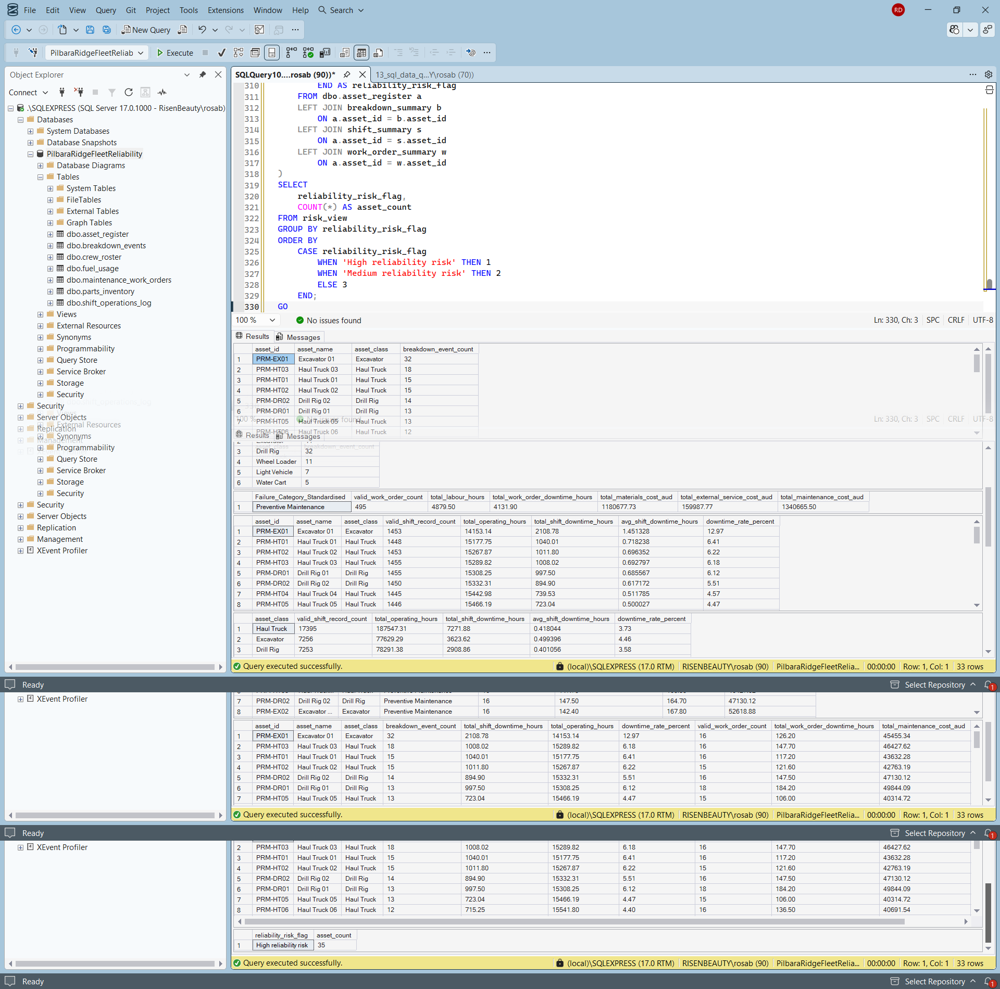 File Edit View Query Git Project Tools Extensions Window Help Search RD
New Query
PilbaraRidgeFleetReliab Execute
Object Explorer
Connect
.\SQLEXPRESS (SQL Server 17.0.1000 - RisenBeauty\rosab)
Databases
System Databases
Database Snapshots
PilbaraRidgeFleetReliability
Database Diagrams
Tables
System Tables
FileTables
External Tables
Graph Tables
dbo.asset_register
dbo.breakdown_events
dbo.crew_roster
dbo.fuel_usage
dbo.maintenance_work_orders
dbo.parts_inventory
dbo.shift_operations_log
Views
External Resources
Synonyms
Programmability
Query Store
Service Broker
Storage
Security
Security
Server Objects
Replication
External Resources
Management
Synonyms
Programmability
Query Store
Service Broker
Storage
Security
Security
Server Objects
Replication
Management
XEvent Profiler
SQLQuery10....rosab (90))* 13_sql_data_q...Y\rosab (70))
310 END AS reliability_risk_flag
311 FROM dbo.asset_register a
312 LEFT JOIN breakdown_summary b
313 ON a.asset_id = b.asset_id
314 LEFT JOIN shift_summary s
315 ON a.asset_id = s.asset_id
316 LEFT JOIN work_order_summary w
317 ON a.asset_id = w.asset_id
318 )
319 SELECT
320 reliability_risk_flag,
321 COUNT(*) AS asset_count
322 FROM risk_view
323 GROUP BY reliability_risk_flag
324 ORDER BY
325 CASE reliability_risk_flag
326 WHEN 'High reliability risk' THEN 1
327 WHEN 'Medium reliability risk' THEN 2
328 ELSE 3
329 END;
330 GO
100 % No issues found Ln: 330, Ch: 3 SPC CRLF UTF-8
Results Messages
asset_id asset_name asset_class breakdown_event_count
1 PRM-EX01 Excavator 01 Excavator 32
2 PRM-HT03 Haul Truck 03 Haul Truck 18
3 PRM-HT01 Haul Truck 01 Haul Truck 15
4 PRM-HT02 Haul Truck 02 Haul Truck 15
5 PRM-DR02 Drill Rig 02 Drill Rig 14
6 PRM-DR01 Drill Rig 01 Drill Rig 13
7 PRM-HT05 Haul Truck 05 Haul Truck 13
100 % No issues found Ln: 330, Ch: 3 SPC CRLF UTF-8
PRM-HT06 Haul Truck 06 Haul Truck 12
Results Messages
asset_class breakdown_event_count
3 Drill Rig 32
4 Wheel Loader 11
5 Light Vehicle 7
6 Water Cart 5
Failure_Category_Standardised valid_work_order_count total_labour_hours total_work_order_downtime_hours total_materials_cost_aud total_external_service_cost_aud total_maintenance_cost_aud
1 Preventive Maintenance 495 4879.50 4131.90 1180677.73 159987.77 1340665.50
asset_id asset_name asset_class valid_shift_record_count total_operating_hours total_shift_downtime_hours avg_shift_downtime_hours downtime_rate_percent
1 PRM-EX01 Excavator 01 Excavator 1453 14153.14 2108.78 1.451328 12.97
2 PRM-HT01 Haul Truck 01 Haul Truck 1448 15177.75 1040.01 0.718238 6.41
3 PRM-HT02 Haul Truck 02 Haul Truck 1453 15267.87 1011.80 0.696352 6.22
4 PRM-HT03 Haul Truck 03 Haul Truck 1455 15289.82 1008.02 0.692797 6.18
5 PRM-DR01 Drill Rig 01 Drill Rig 1455 15308.25 997.50 0.685567 6.12
6 PRM-DR02 Drill Rig 02 Drill Rig 1450 15332.31 894.90 0.617172 5.51
7 PRM-HT04 Haul Truck 04 Haul Truck 1445 15442.98 739.53 0.511785 4.57
8 PRM-HT05 Haul Truck 05 Haul Truck 1446 15466.19 723.04 0.500027 4.47
asset_class valid_shift_record_count total_operating_hours total_shift_downtime_hours avg_shift_downtime_hours downtime_rate_percent
1 Haul Truck 17395 187547.31 7271.88 0.418044 3.73
2 Excavator 7256 77629.29 3623.62 0.499396 4.46
3 Drill Rig 7253 78291.38 2908.86 0.401056 3.58
Query executed successfully. (local)\SQLEXPRESS (17.0 RTM) RISENBEAUTY\rosab (90) PilbaraRidgeFleetRelia... 00:00:00 Row: 1, Col: 1 33 rows
Ready Select Repository 1
XEvent Profiler
7 PRM-DR02 Drill Rig 02 Drill Rig Preventive Maintenance 16 147.50 164.70 47130.12
8 PRM-EX02 Excavator ... Excavator Preventive Maintenance 16 142.40 167.80 52618.88
asset_id asset_name asset_class breakdown_event_count total_shift_downtime_hours total_operating_hours downtime_rate_percent valid_work_order_count total_work_order_downtime_hours total_maintenance_cost_aud
1 PRM-EX01 Excavator 01 Excavator 32 2108.78 14153.14 12.97 16 126.20 45455.34
2 PRM-HT03 Haul Truck 03 Haul Truck 18 1008.02 15289.82 6.18 16 147.70 46427.62
3 PRM-HT01 Haul Truck 01 Haul Truck 15 1040.01 15177.75 6.41 16 117.20 43632.28
4 PRM-HT02 Haul Truck 02 Haul Truck 15 1011.80 15267.87 6.22 15 121.60 42763.19
5 PRM-DR02 Drill Rig 02 Drill Rig 14 894.90 15332.31 5.51 16 147.50 47130.12
6 PRM-DR01 Drill Rig 01 Drill Rig 13 997.50 15308.25 6.12 18 184.20 49844.09
7 PRM-HT05 Haul Truck 05 Haul Truck 13 723.04 15466.19 4.47 15 106.00 40314.72
Query executed successfully. (local)\SQLEXPRESS (17.0 RTM) RISENBEAUTY\rosab (90) PilbaraRidgeFleetRelia... 00:00:00 Row: 1, Col: 1 33 rows
Ready Select Repository 1
XEvent Profiler
2 PRM-HT03 Haul Truck 03 Haul Truck 18 1008.02 15289.82 6.18 16 147.70 46427.62
3 PRM-HT01 Haul Truck 01 Haul Truck 15 1040.01 15177.75 6.41 16 117.20 43632.28
4 PRM-HT02 Haul Truck 02 Haul Truck 15 1011.80 15267.87 6.22 15 121.60 42763.19
5 PRM-DR02 Drill Rig 02 Drill Rig 14 894.90 15332.31 5.51 16 147.50 47130.12
6 PRM-DR01 Drill Rig 01 Drill Rig 13 997.50 15308.25 6.12 18 184.20 49844.09
7 PRM-HT05 Haul Truck 05 Haul Truck 13 723.04 15466.19 4.47 15 106.00 40314.72
8 PRM-HT06 Haul Truck 06 Haul Truck 12 715.25 15541.80 4.40 16 136.50 40691.54
reliability_risk_flag asset_count
1 High reliability risk 35
Query executed successfully. (local)\SQLEXPRESS (17.0 RTM) RISENBEAUTY\rosab (90) PilbaraRidgeFleetRelia... 00:00:00 Row: 1, Col: 1 33 rows
Ready Select Repository 1